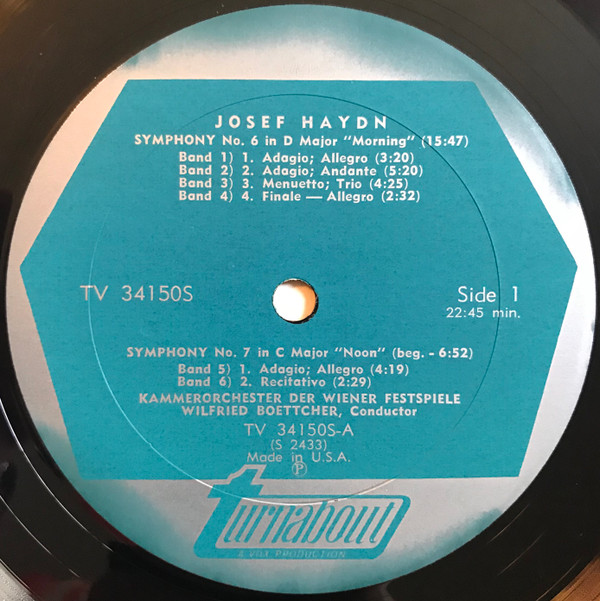 JOSEF HAYDN
SYMPHONY No. 6 in D Major "Morning" (15:47)
Band 1) 1. Adagio; Allegro (3:20)
Band 2) 2. Adagio; Andante (5:20)
Band 3) 3. Menuetto; Trio (4:25)
Band 4) 4. Finale — Allegro (2:32)
TV 34150S
Side 1
22:45 min.
SYMPHONY No. 7 in C Major "Noon" (beg. - 6:52)
Band 5) 1. Adagio; Allegro (4:19)
Band 6) 2. Recitativo (2:29)
KAMMERORCHESTER DER WIENER FESTSPIELE
WILFRIED BOETTCHER, Conductor
TV 34150S-A
(S 2433)
Made in U.S.A.
Ⓟ
turnabout
A VOX PRODUCTION